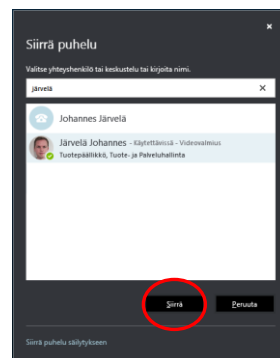 Siirrä puhelu
Valitse yhteyshenkilö tai keskustelu tai kirjoita nimi.
järvelä
Johannes Järvelä
Järvelä Johannes - Käytettävissä - Videovalmius
Tuotepäällikkö, Tuote- ja Palveluhallinta
Siirrä
Peruuta
Siirrä puhelu säilytykseen